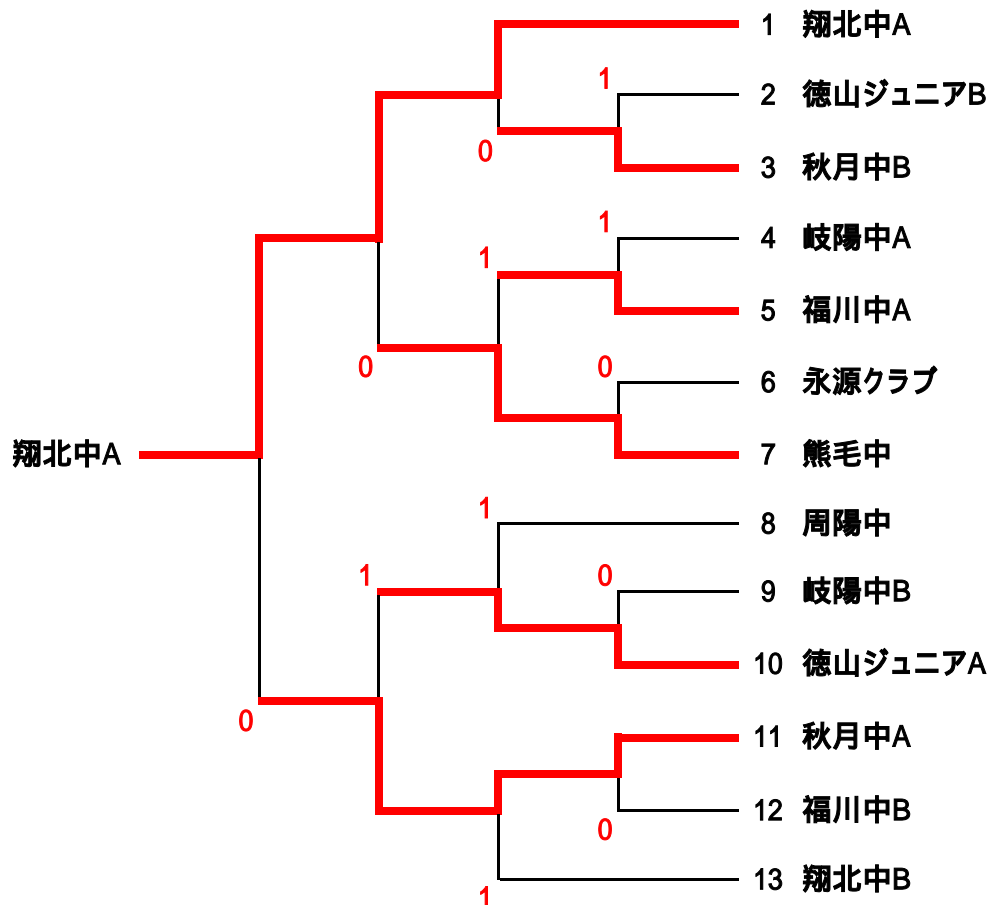 1 翔北中A
1
2 徳山ジュニアB
0
3 秋月中B
1
4 岐陽中A
1
5 福川中A
0
0
6 永源クラブ
翔北中A
7 熊毛中
1
8 周陽中
1
0
9 岐陽中B
10 徳山ジュニアA
0
11 秋月中A
12 福川中B
0
13 翔北中B
1